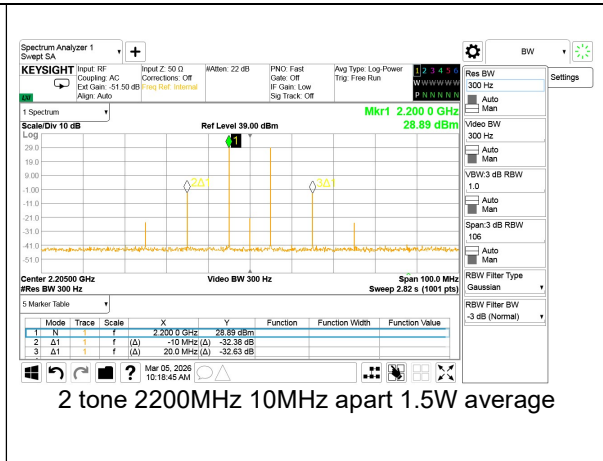 Spectrum Analyzer 1
Swept SA
+
BW
KEYSIGHT
Input: RF
Coupling: AC
Ext Gain: -51.50 dB
Align: Auto
Input Z: 50 Ω
Corrections: Off
Freq Ref: Internal
#Atten: 22 dB
PNO: Fast
Gate: Off
IF Gain: Low
Sig Track: Off
Avg Type: Log-Power
Trig: Free Run
1 2 3 4 5 6
W W W W W W
P N N N N N
LXI
1 Spectrum
Scale/Div 10 dB
Ref Level 39.00 dBm
Mkr1 2.200 0 GHz
28.89 dBm
Log
29.0
19.0
9.00
-1.00
-11.0
-21.0
-31.0
-41.0
-51.0
1
2Δ1
3Δ1
Center 2.20500 GHz
#Res BW 300 Hz
Video BW 300 Hz
Span 100.0 MHz
Sweep 2.82 s (1001 pts)
5 Marker Table
Mode Trace Scale X Y Function Function Width Function Value
1 N 1 f 2.200 0 GHz 28.89 dBm
2 Δ1 1 f (Δ) -10 MHz (Δ) -32.38 dB
3 Δ1 1 f (Δ) 20.0 MHz (Δ) -32.63 dB
?
Mar 05, 2026
10:18:45 AM
Res BW
300 Hz
Auto
Man
Video BW
300 Hz
Auto
Man
VBW:3 dB RBW
1.0
Auto
Man
Span:3 dB RBW
106
Auto
Man
RBW Filter Type
Gaussian
RBW Filter BW
-3 dB (Normal)
Settings
2 tone 2200MHz 10MHz apart 1.5W average